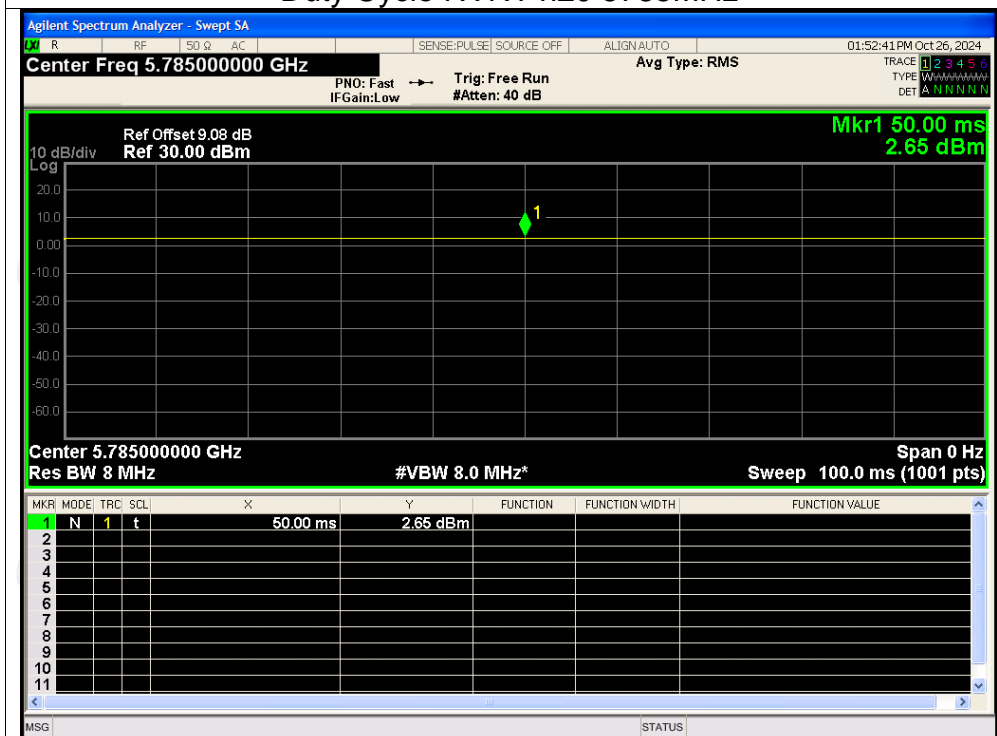 Agilent Spectrum Analyzer - Swept SA
LXI R RF 50 Ω AC SENSE:PULSE SOURCE OFF ALIGN AUTO 01:52:41 PM Oct 26, 2024
Center Freq 5.785000000 GHz Avg Type: RMS TRACE 1 2 3 4 5 6
PNO: Fast Trig: Free Run TYPE
IFGain:Low #Atten: 40 dB DET A N N N N N
Mkr1 50.00 ms
Ref Offset 9.08 dB
10 dB/div Ref 30.00 dBm 2.65 dBm
Log
20.0
10.0
1
0.00
-10.0
-20.0
-30.0
-40.0
-50.0
-60.0
Center 5.785000000 GHz Span 0 Hz
Res BW 8 MHz #VBW 8.0 MHz* Sweep 100.0 ms (1001 pts)
MKR MODE TRC SCL X Y FUNCTION FUNCTION WIDTH FUNCTION VALUE
1 N 1 t 50.00 ms 2.65 dBm
2
3
4
5
6
7
8
9
10
11
MSG STATUS